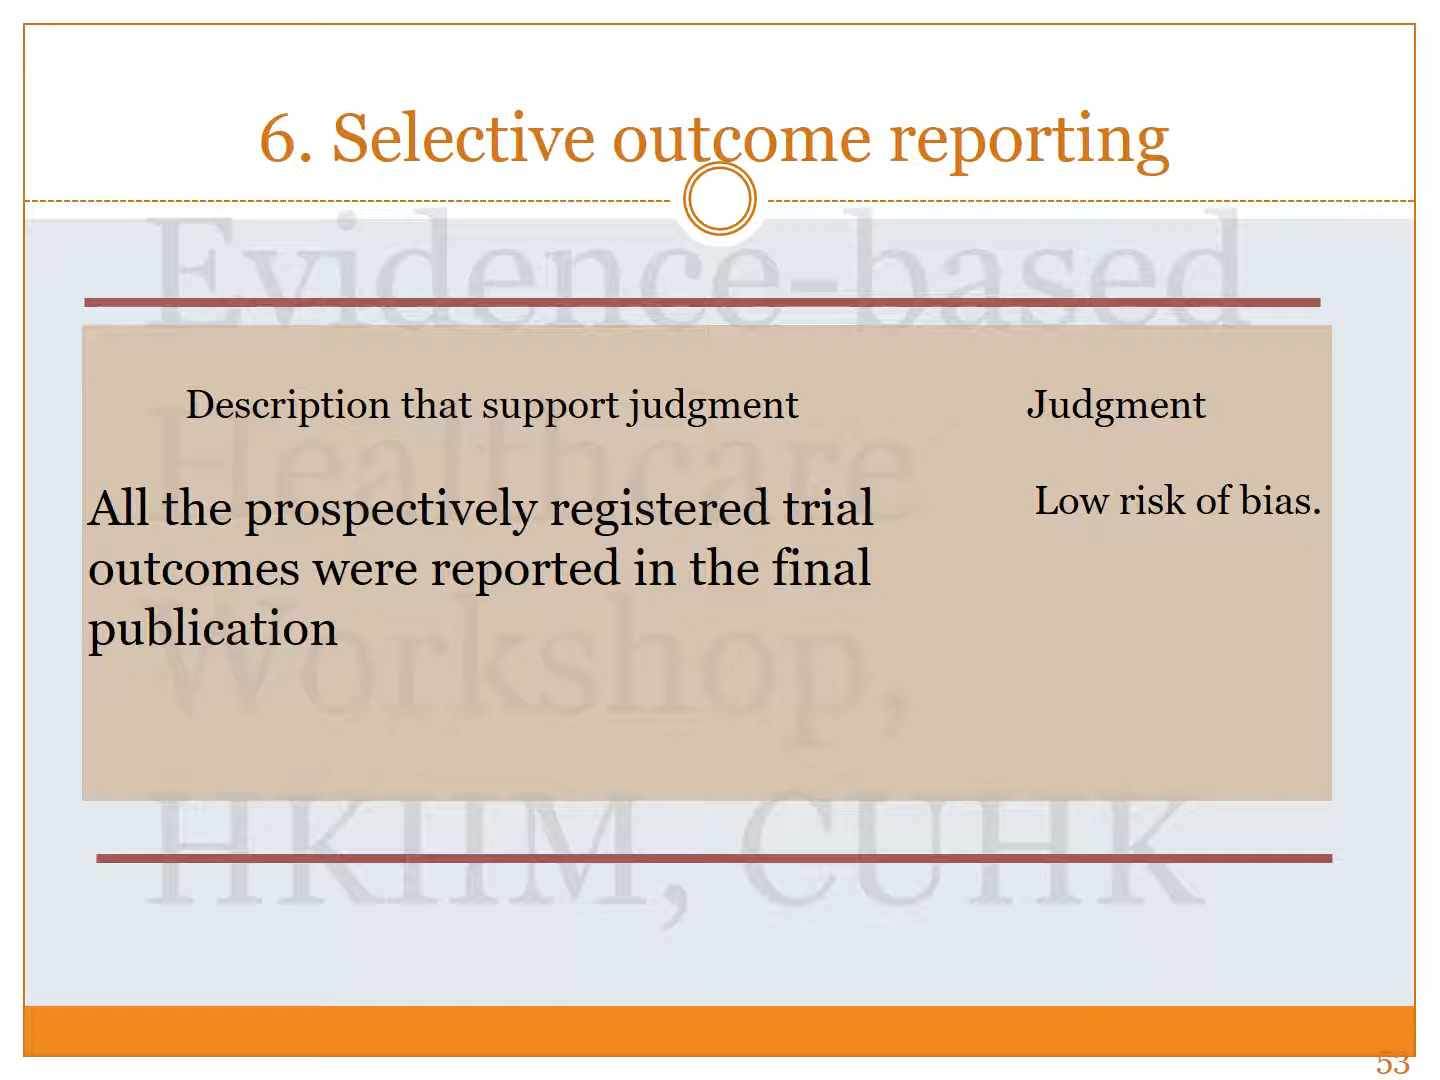 6. Selective outcome reporting
Evidence-based
Description that support judgment
Judgment
Healthcare
All the prospectively registered trial
Low risk of bias.
outcomes were reported in the final
publication
Workshop,
HKIIM, CUHK
53